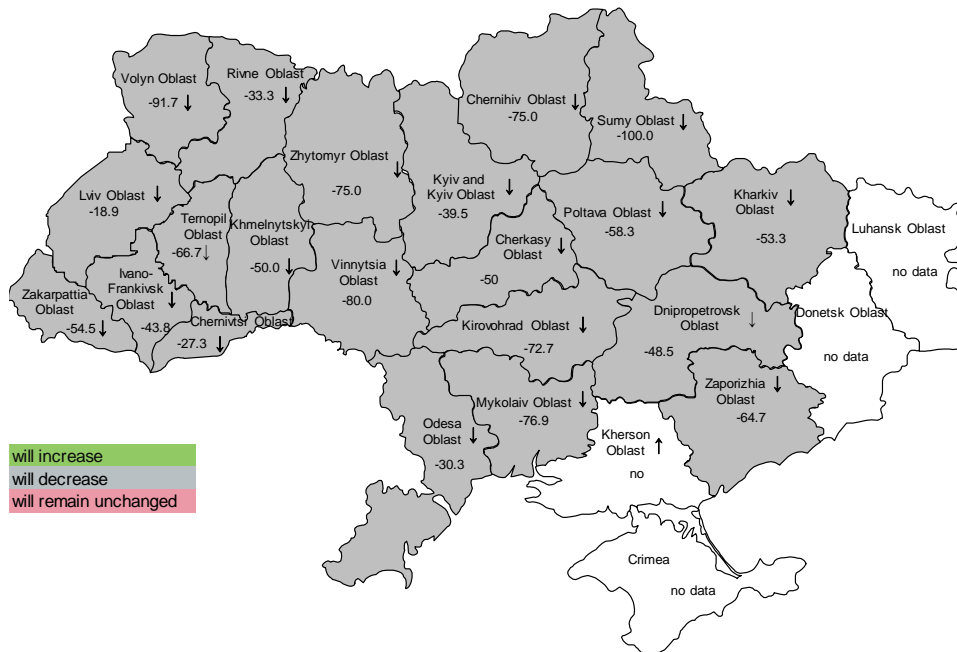 Volyn Oblast
-91.7
Rivne Oblast
-33.3
Zhytomyr Oblast
-75.0
Chernihiv Oblast
-75.0
Sumy Oblast
-100.0
Kyiv and
Kyiv Oblast
-39.5
Lviv Oblast
-18.9
Ternopil
Oblast
-66.7
Khmelnytskyi
Oblast
-50.0
Vinnytsia
Oblast
-80.0
Cherkasy
Oblast
-50
Poltava Oblast
-58.3
Kharkiv
Oblast
-53.3
Luhansk Oblast
no data
Zakarpattia
Oblast
-54.5
Ivano-
Frankivsk
Oblast
-43.8
Chernivtsi Oblast
-27.3
Kirovohrad Oblast
-72.7
Dnipropetrovsk
Oblast
-48.5
Donetsk Oblast
no data
Zaporizhia
Oblast
-64.7
Mykolaiv Oblast
-76.9
Odesa
Oblast
-30.3
Kherson
Oblast
no
Crimea
no data
will increase
will decrease
will remain unchanged